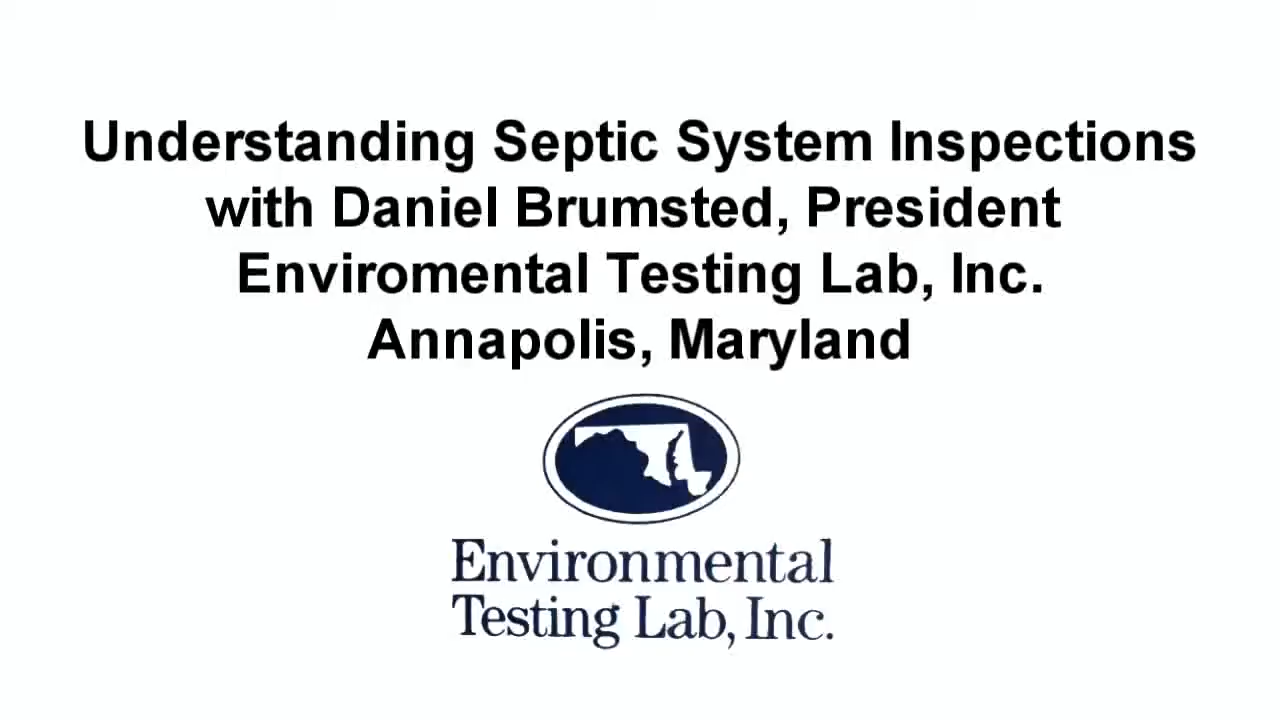 Understanding Septic System Inspections
with Daniel Brumsted, President
Enviromental Testing Lab, Inc.
Annapolis, Maryland
Environmental
Testing Lab, Inc.